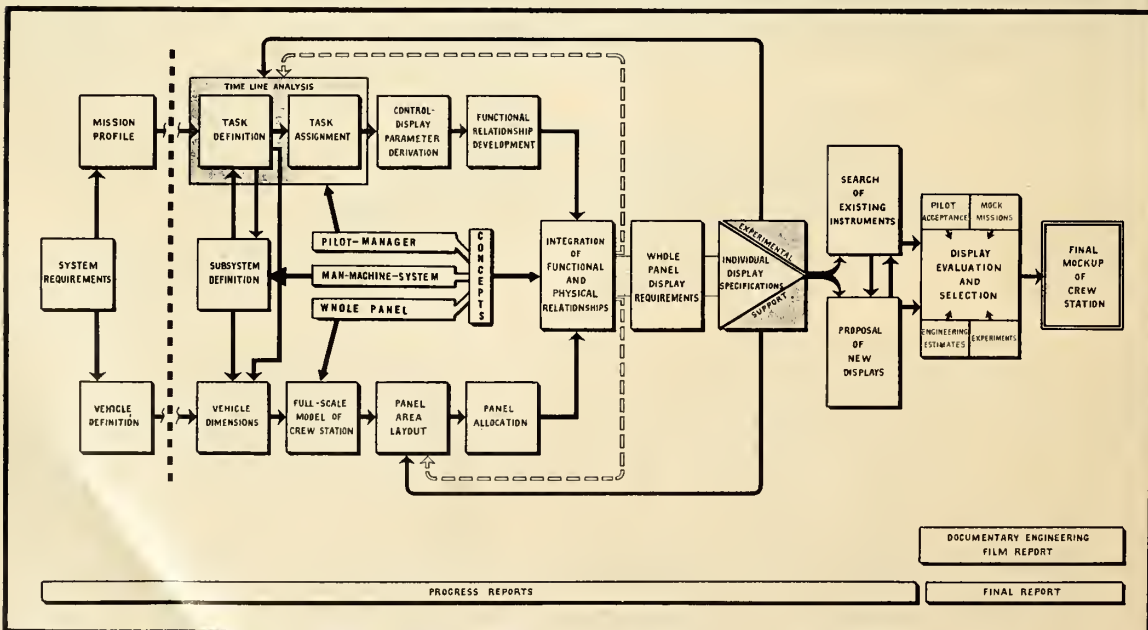 TIME LINE ANALYSIS
MISSION
PROFILE
TASK
DEFINITION
TASK
ASSIGNMENT
CONTROL-
DISPLAY
PARAMETER
DERIVATION
FUNCTIONAL
RELATIONSHIP
DEVELOPMENT
SYSTEM
REQUIREMENTS
SUBSYSTEM
DEFINITION
PILOT-MANAGER
MAN-MACHINE-SYSTEM
WHOLE PANEL
CONCEPTS
INTEGRATION
OF
FUNCTIONAL
AND
PHYSICAL
RELATIONSHIPS
WHOLE
PANEL
DISPLAY
REQUIREMENTS
EXPERIMENTAL
INDIVIDUAL
DISPLAY
SPECIFICATIONS
SUPPORT
SEARCH
OF
EXISTING
INSTRUMENTS
PROPOSAL
OF
NEW
DISPLAYS
PILOT
ACCEPTANCE
MOCK
MISSIONS
DISPLAY
EVALUATION
AND
SELECTION
ENGINEERING
ESTIMATES
EXPERIMENTS
FINAL
MOCKUP
OF
CREW
STATION
VEHICLE
DEFINITION
VEHICLE
DIMENSIONS
FULL-SCALE
MODEL OF
CREW STATION
PANEL
AREA
LAYOUT
PANEL
ALLOCATION
DOCUMENTARY ENGINEERING
FILM REPORT
PROGRESS REPORTS
FINAL REPORT